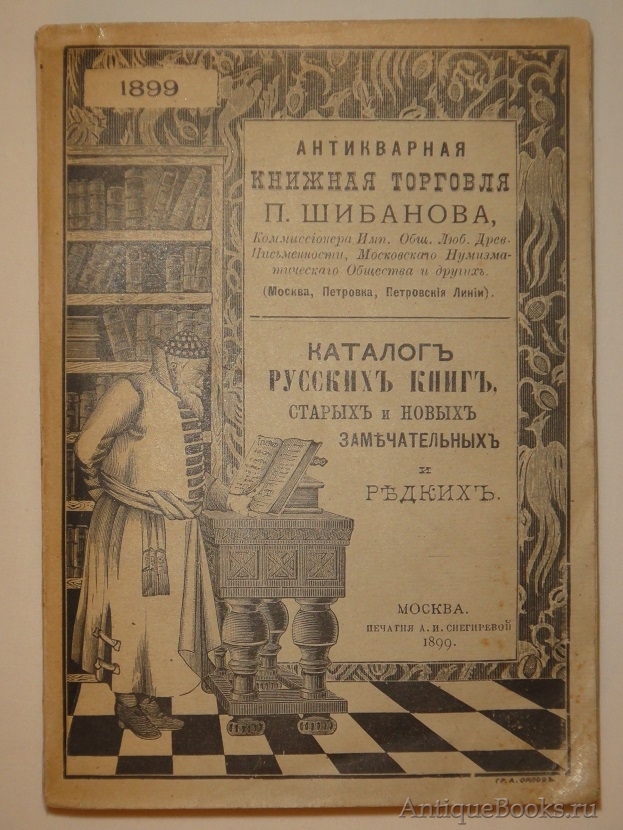 1899
АНТИКВАРНАЯ
КНИЖНАЯ ТОРГОВЛЯ
П. ШИБАНОВА,
Коммиссіонера Имп. Общ. Люб. Древ.
Письменности, Московскаго Нумизма-
тическаго Общества и другихъ.
(Москва, Петровка, Петровскія Линіи).
КАТАЛОГЪ
РУССКИХЪ КНИГЪ,
СТАРЫХЪ И НОВЫХЪ
ЗАМѢЧАТЕЛЬНЫХЪ
И
РѢДКИХЪ.
МОСКВА.
ПЕЧАТНЯ А. И. СНЕГИРЕВОЙ
1899.
ГР. А.
AntiqueBooks.ru